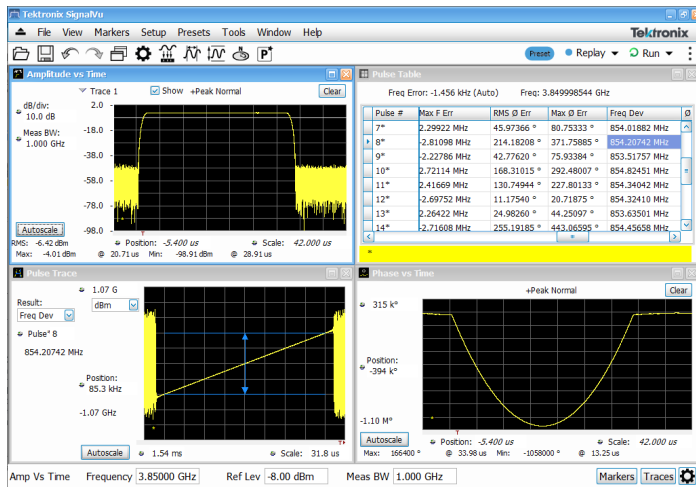 Tektronix SignalVu
File View Markers Setup Presets Tools Window Help
Tektronix
Preset Replay Run
Amplitude vs Time
Trace 1 Show +Peak Normal Clear
dB/div:
10.0 dB
Meas BW:
1.000 GHz
2.0
-18.0
-38.0
-58.0
-78.0
-98.0
Autoscale
Position: -5.400 us Scale: 42.000 us
RMS: -6.42 dBm
Max: -4.01 dBm @ 20.71 us Min: -98.91 dBm @ 28.91 us
Pulse Table
Freq Error: -1.456 kHz (Auto) Freq: 3.849998544 GHz
Pulse # Max F Err RMS Ø Err Max Ø Err Freq Dev Ø
7* 2.29922 MHz 45.97366 ° 80.75333 ° 854.01882 MHz
8* -2.81098 MHz 214.18208 ° 371.75885 ° 854.20742 MHz
9* -2.22786 MHz 42.77620 ° 75.93384 ° 853.51757 MHz
10* 2.72114 MHz 168.31015 ° 292.48007 ° 854.82451 MHz
11* 2.41669 MHz 130.74944 ° 227.80133 ° 854.34042 MHz
12* -2.69752 MHz 11.17540 ° 20.71875 ° 854.32410 MHz
13* 2.26422 MHz 24.98260 ° 44.25097 ° 853.63501 MHz
14* -2.71608 MHz 255.19185 ° 443.06595 ° 854.45658 MHz
*
Pulse Trace
1.07 G
Result:
dBm
Freq Dev
Pulse* 8
854.20742 MHz
Position:
85.3 kHz
-1.07 GHz
Autoscale 1.54 ms Scale: 31.8 us
Phase vs Time
+Peak Normal Clear
315 k°
Position:
-394 k°
-1.10 M°
Autoscale Position: -5.400 us Scale: 42.000 us
Max: 166400 ° @ 33.98 us Min: -1058000 ° @ 13.25 us
Amp Vs Time Frequency 3.85000 GHz Ref Lev -8.00 dBm Meas BW 1.000 GHz Markers Traces